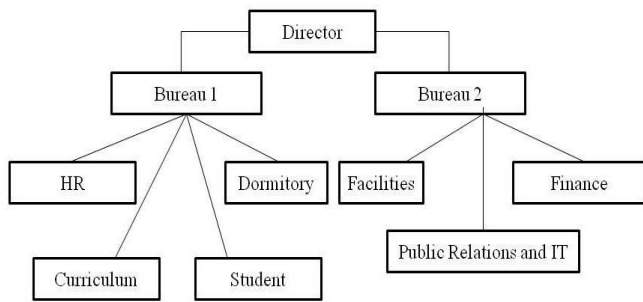 Director
Bureau 1
Bureau 2
HR
Dormitory
Facilities
Finance
Public Relations and IT
Curriculum
Student